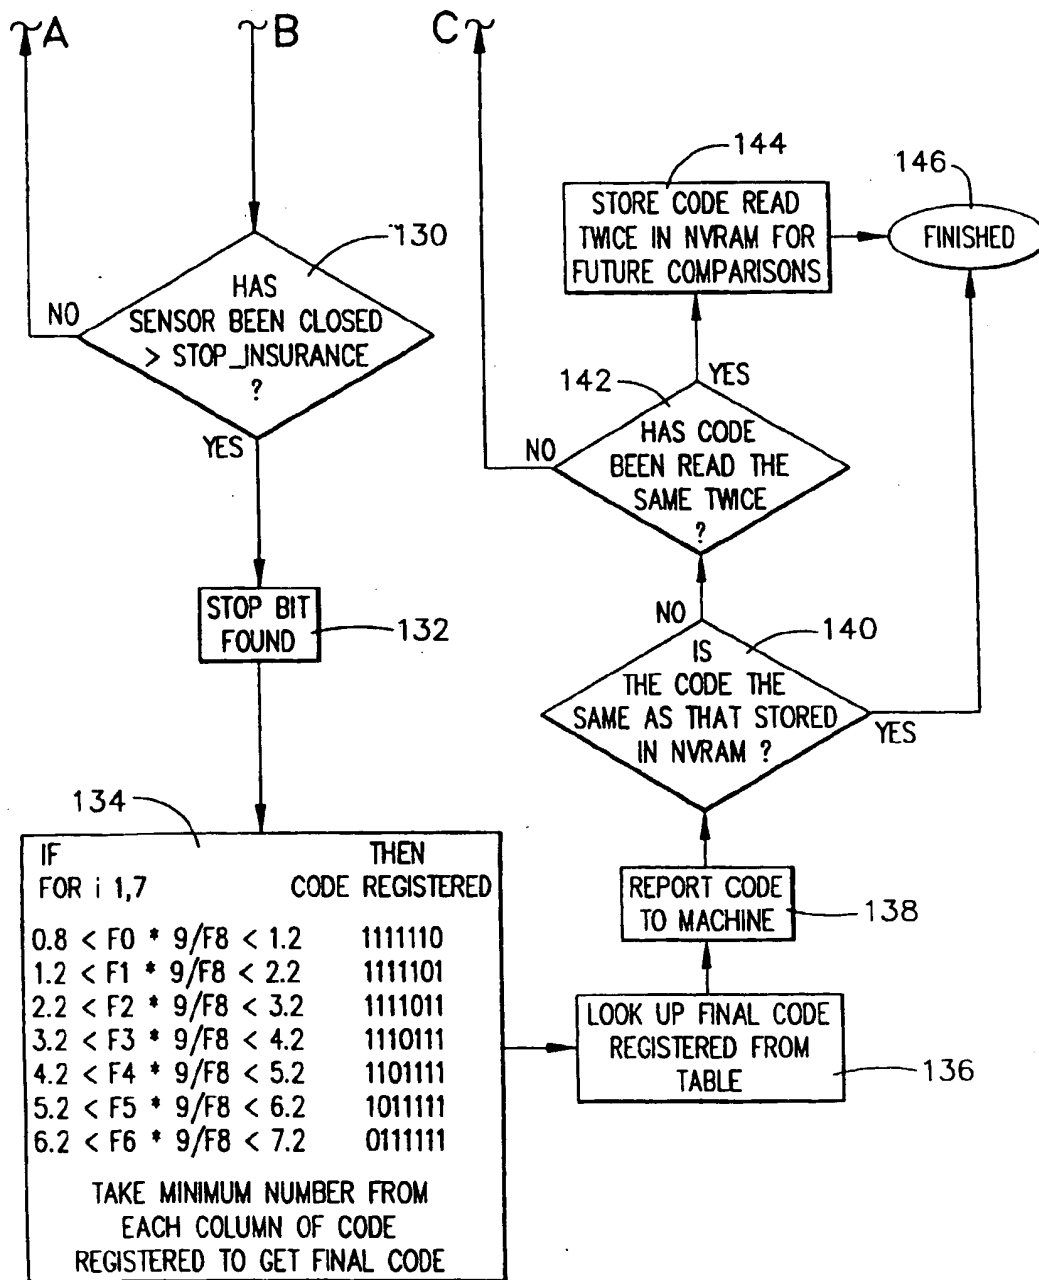 A
B
C
130
HAS
SENSOR BEEN CLOSED
> STOP_INSURANCE
?
NO
YES
STOP BIT
FOUND
132
134
IF THEN
FOR i 1,7 CODE REGISTERED
0.8 < F0 * 9/F8 < 1.2 1111110
1.2 < F1 * 9/F8 < 2.2 1111101
2.2 < F2 * 9/F8 < 3.2 1111011
3.2 < F3 * 9/F8 < 4.2 1110111
4.2 < F4 * 9/F8 < 5.2 1101111
5.2 < F5 * 9/F8 < 6.2 1011111
6.2 < F6 * 9/F8 < 7.2 0111111
TAKE MINIMUM NUMBER FROM
EACH COLUMN OF CODE
REGISTERED TO GET FINAL CODE
144
STORE CODE READ
TWICE IN NVRAM FOR
FUTURE COMPARISONS
146
FINISHED
142
YES
NO
HAS CODE
BEEN READ THE
SAME TWICE
?
NO
140
IS
THE CODE THE
SAME AS THAT STORED
IN NVRAM ?
YES
REPORT CODE
TO MACHINE
138
LOOK UP FINAL CODE
REGISTERED FROM
TABLE
136